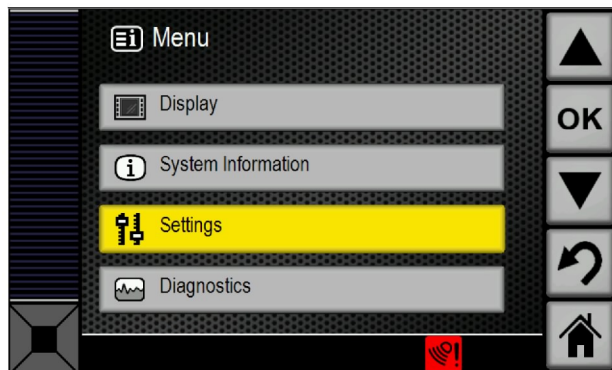 Menu
Display
OK
System Information
Settings
Diagnostics